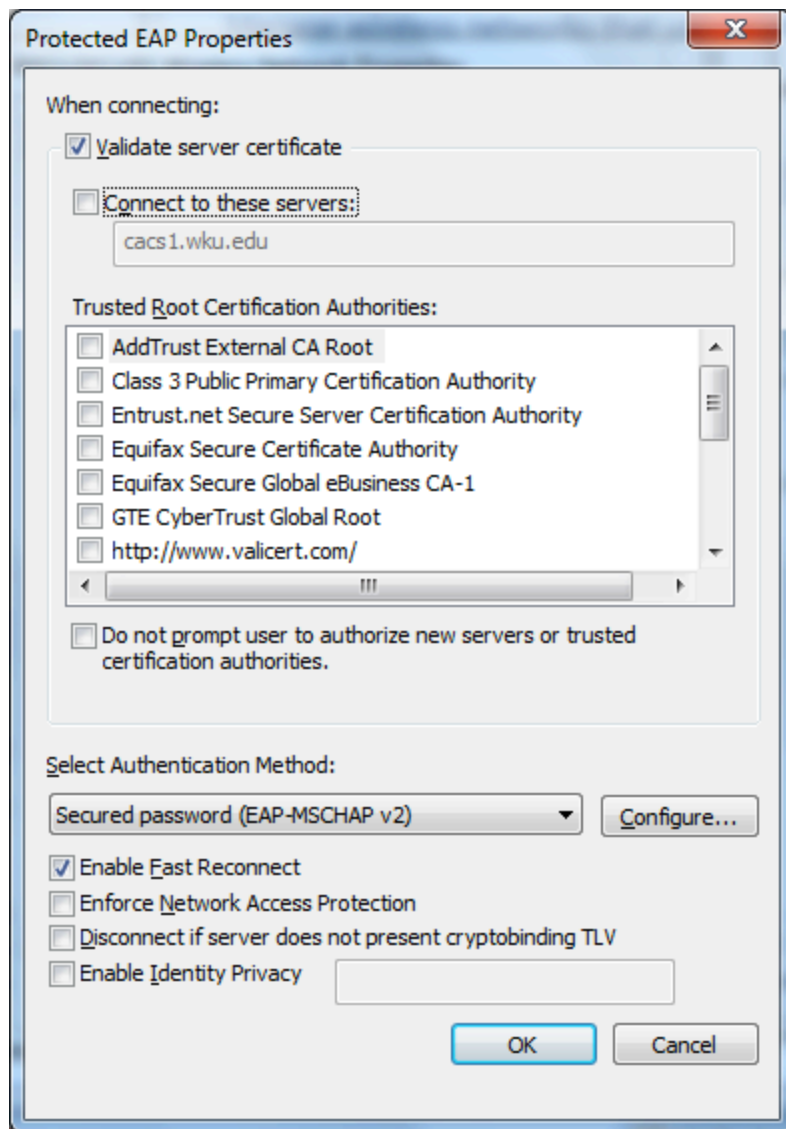 Protected EAP Properties
When connecting:
Validate server certificate
Connect to these servers:
cacs1.wku.edu
Trusted Root Certification Authorities:
AddTrust External CA Root
Class 3 Public Primary Certification Authority
Entrust.net Secure Server Certification Authority
Equifax Secure Certificate Authority
Equifax Secure Global eBusiness CA-1
GTE CyberTrust Global Root
http://www.valicert.com/
Do not prompt user to authorize new servers or trusted
certification authorities.
Select Authentication Method:
Secured password (EAP-MSCHAP v2)
Configure...
Enable Fast Reconnect
Enforce Network Access Protection
Disconnect if server does not present cryptobinding TLV
Enable Identity Privacy
OK
Cancel